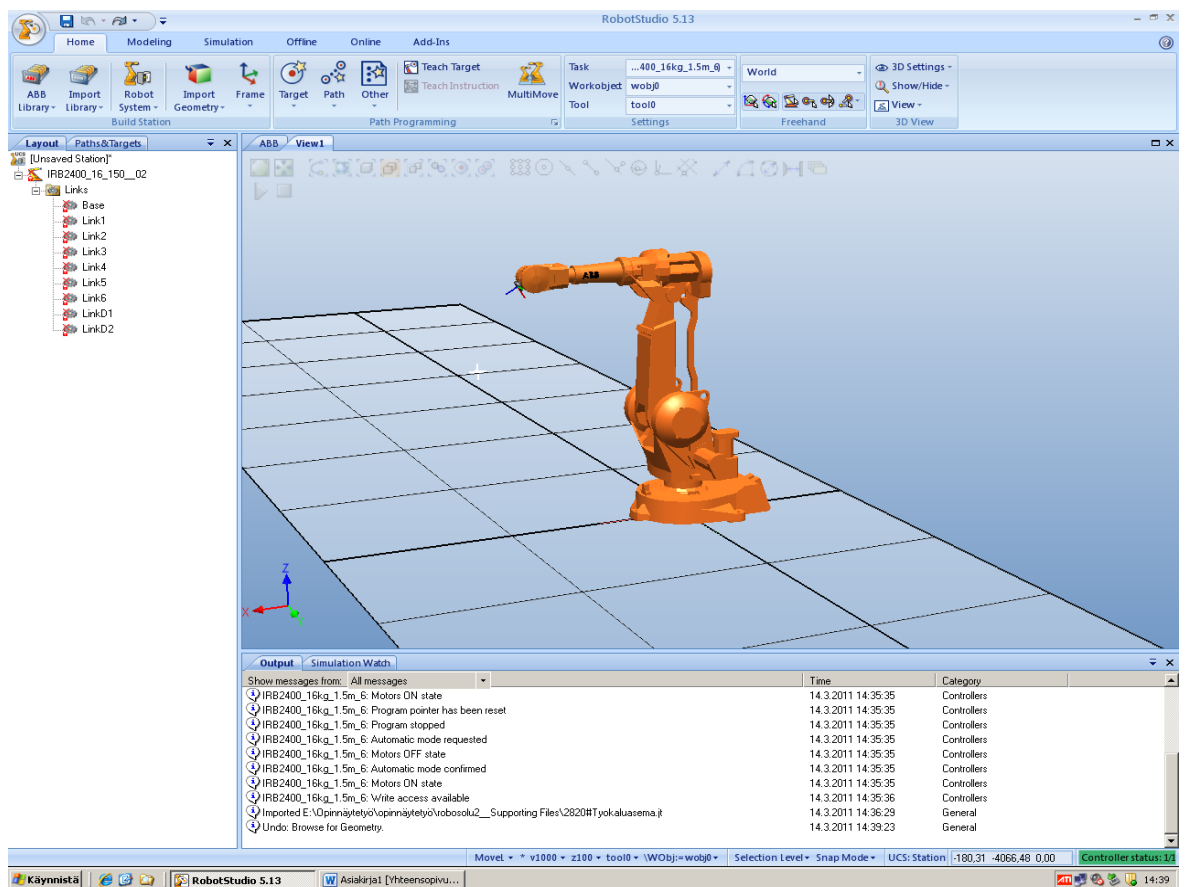 RobotStudio 5.13
Home Modeling Simulation Offline Online Add-Ins
ABB Library
Import Library
Robot System
Import Geometry
Frame
Build Station
Target
Path
Other
Teach Target
Teach Instruction
MultiMove
Path Programming
Task ...400_16kg_1.5m_6)
Workobject wobj0
Tool tool0
Settings
World
Freehand
3D Settings
Show/Hide
View
3D View
Layout Paths&Targets
[Unsaved Station]*
IRB2400_16_150__02
Links
Base
Link1
Link2
Link3
Link4
Link5
Link6
LinkD1
LinkD2
ABB View1
ABB
Z
X
Y
Output Simulation Watch
Show messages from: All messages Time Category
IRB2400_16kg_1.5m_6: Motors ON state 14.3.2011 14:35:35 Controllers
IRB2400_16kg_1.5m_6: Program pointer has been reset 14.3.2011 14:35:35 Controllers
IRB2400_16kg_1.5m_6: Program stopped 14.3.2011 14:35:35 Controllers
IRB2400_16kg_1.5m_6: Automatic mode requested 14.3.2011 14:35:35 Controllers
IRB2400_16kg_1.5m_6: Motors OFF state 14.3.2011 14:35:35 Controllers
IRB2400_16kg_1.5m_6: Automatic mode confirmed 14.3.2011 14:35:35 Controllers
IRB2400_16kg_1.5m_6: Motors ON state 14.3.2011 14:35:35 Controllers
IRB2400_16kg_1.5m_6: Write access available 14.3.2011 14:35:36 Controllers
Imported E:\Opinnäytetyö\opinnäytetyö\robosolu2__Supporting Files\2820#Tyokaluasema.jt 14.3.2011 14:36:29 General
Undo: Browse for Geometry. 14.3.2011 14:39:23 General
MoveL * v1000 z100 tool0 \WObj:=wobj0 Selection Level Snap Mode UCS: Station -180,31 -4066,48 0,00 Controller status: 1/1
Käynnistä RobotStudio 5.13 Asiakirja1 [Yhteensopivu... ATI 14:39